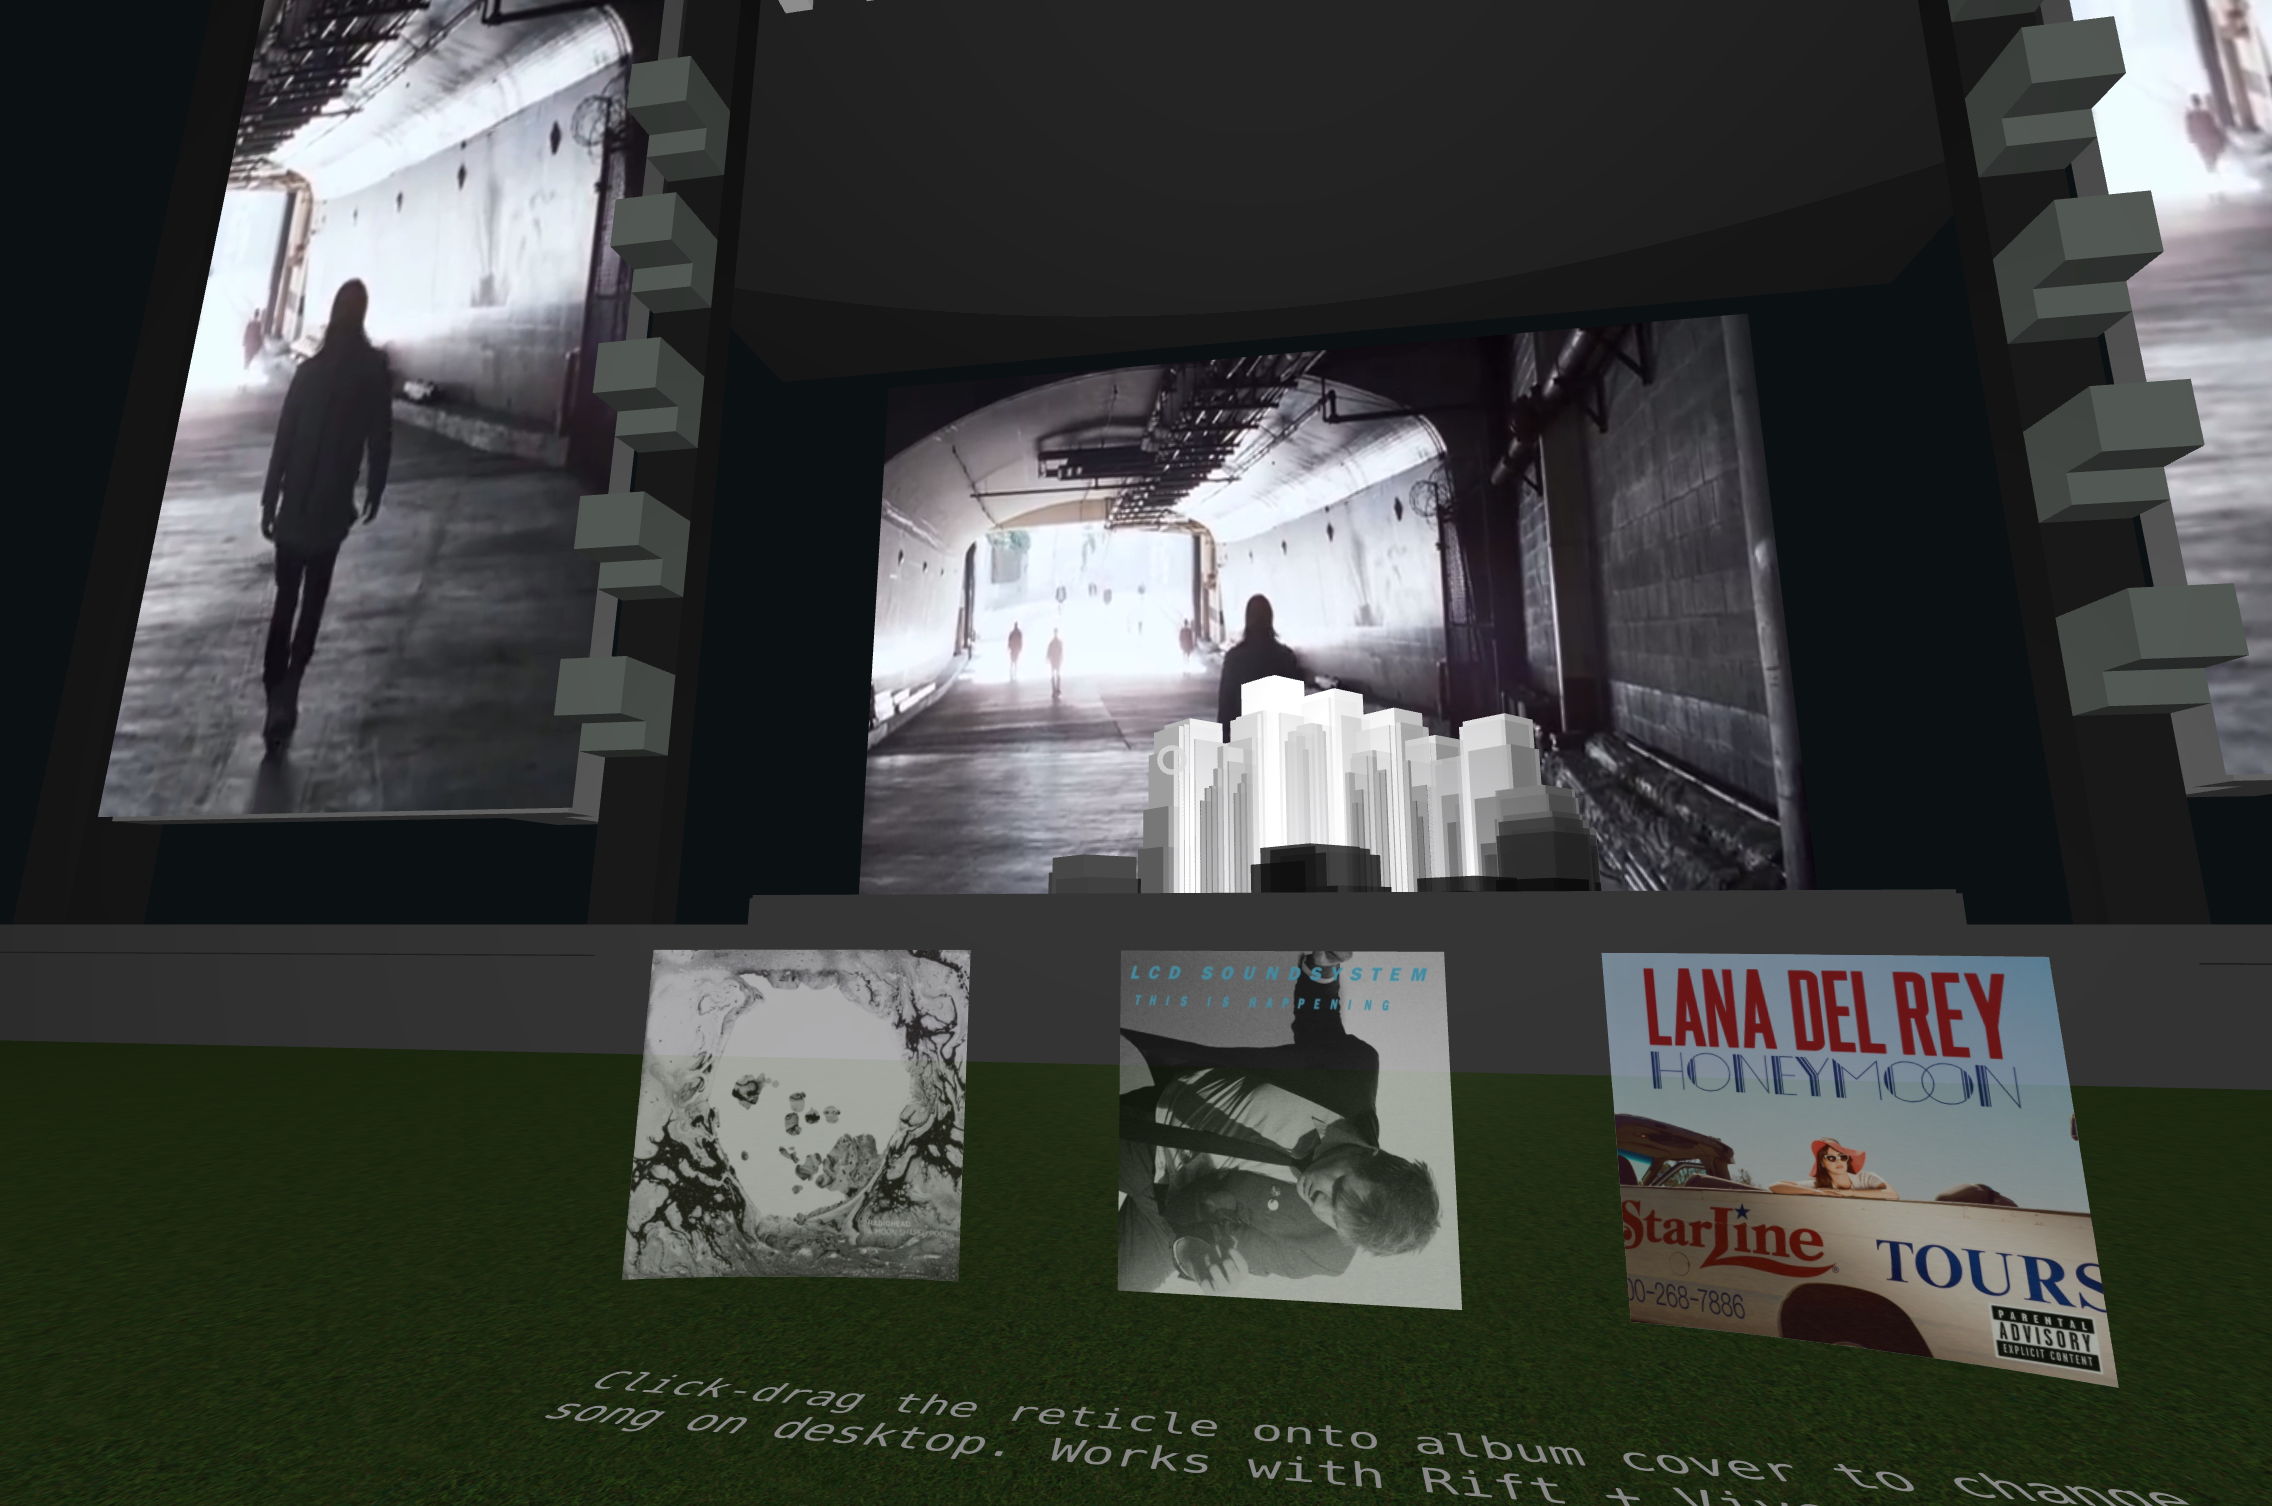 LCD SOUNDSYSTEM
THIS IS HAPPENING
LANA DEL REY
HONEYMOON
StarLine
TOURS
00-268-7886
PARENTAL
ADVISORY
EXPLICIT CONTENT
RADIOHEAD
Click-drag the reticle onto album cover to change
song on desktop. Works with Rift +